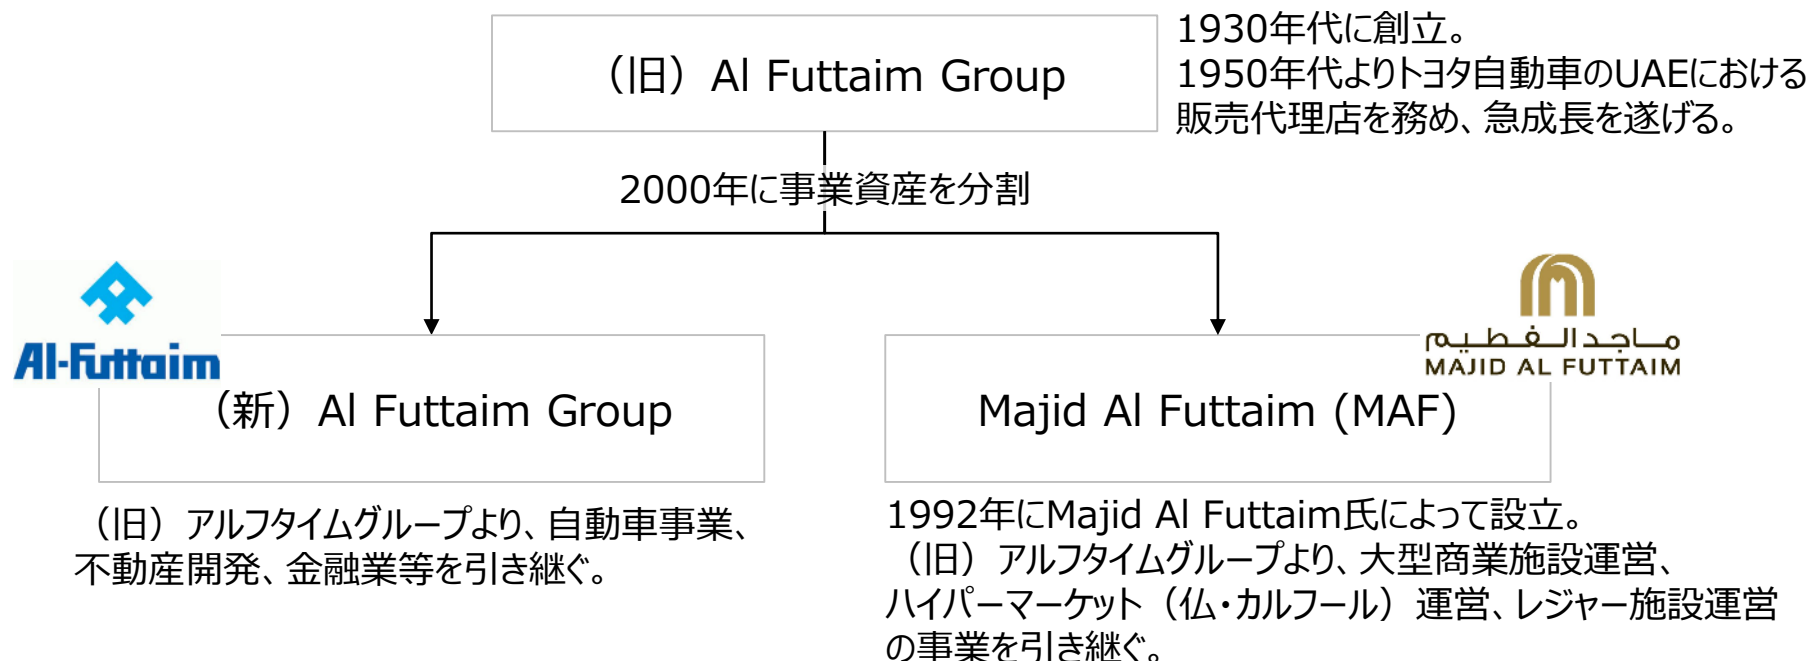 （旧）Al Futtaim Group
1930年代に創立。
1950年代よりトヨタ自動車のUAEにおける
販売代理店を務め、急成長を遂げる。
2000年に事業資産を分割
Al-Futtaim
（新）Al Futtaim Group
ماجد الفطيم
MAJID AL FUTTAIM
Majid Al Futtaim (MAF)
（旧）アルフタイムグループより、自動車事業、
不動産開発、金融業等を引き継ぐ。
1992年にMajid Al Futtaim氏によって設立。
（旧）アルフタイムグループより、大型商業施設運営、
ハイパーマーケット（仏・カルフール）運営、レジャー施設運営
の事業を引き継ぐ。